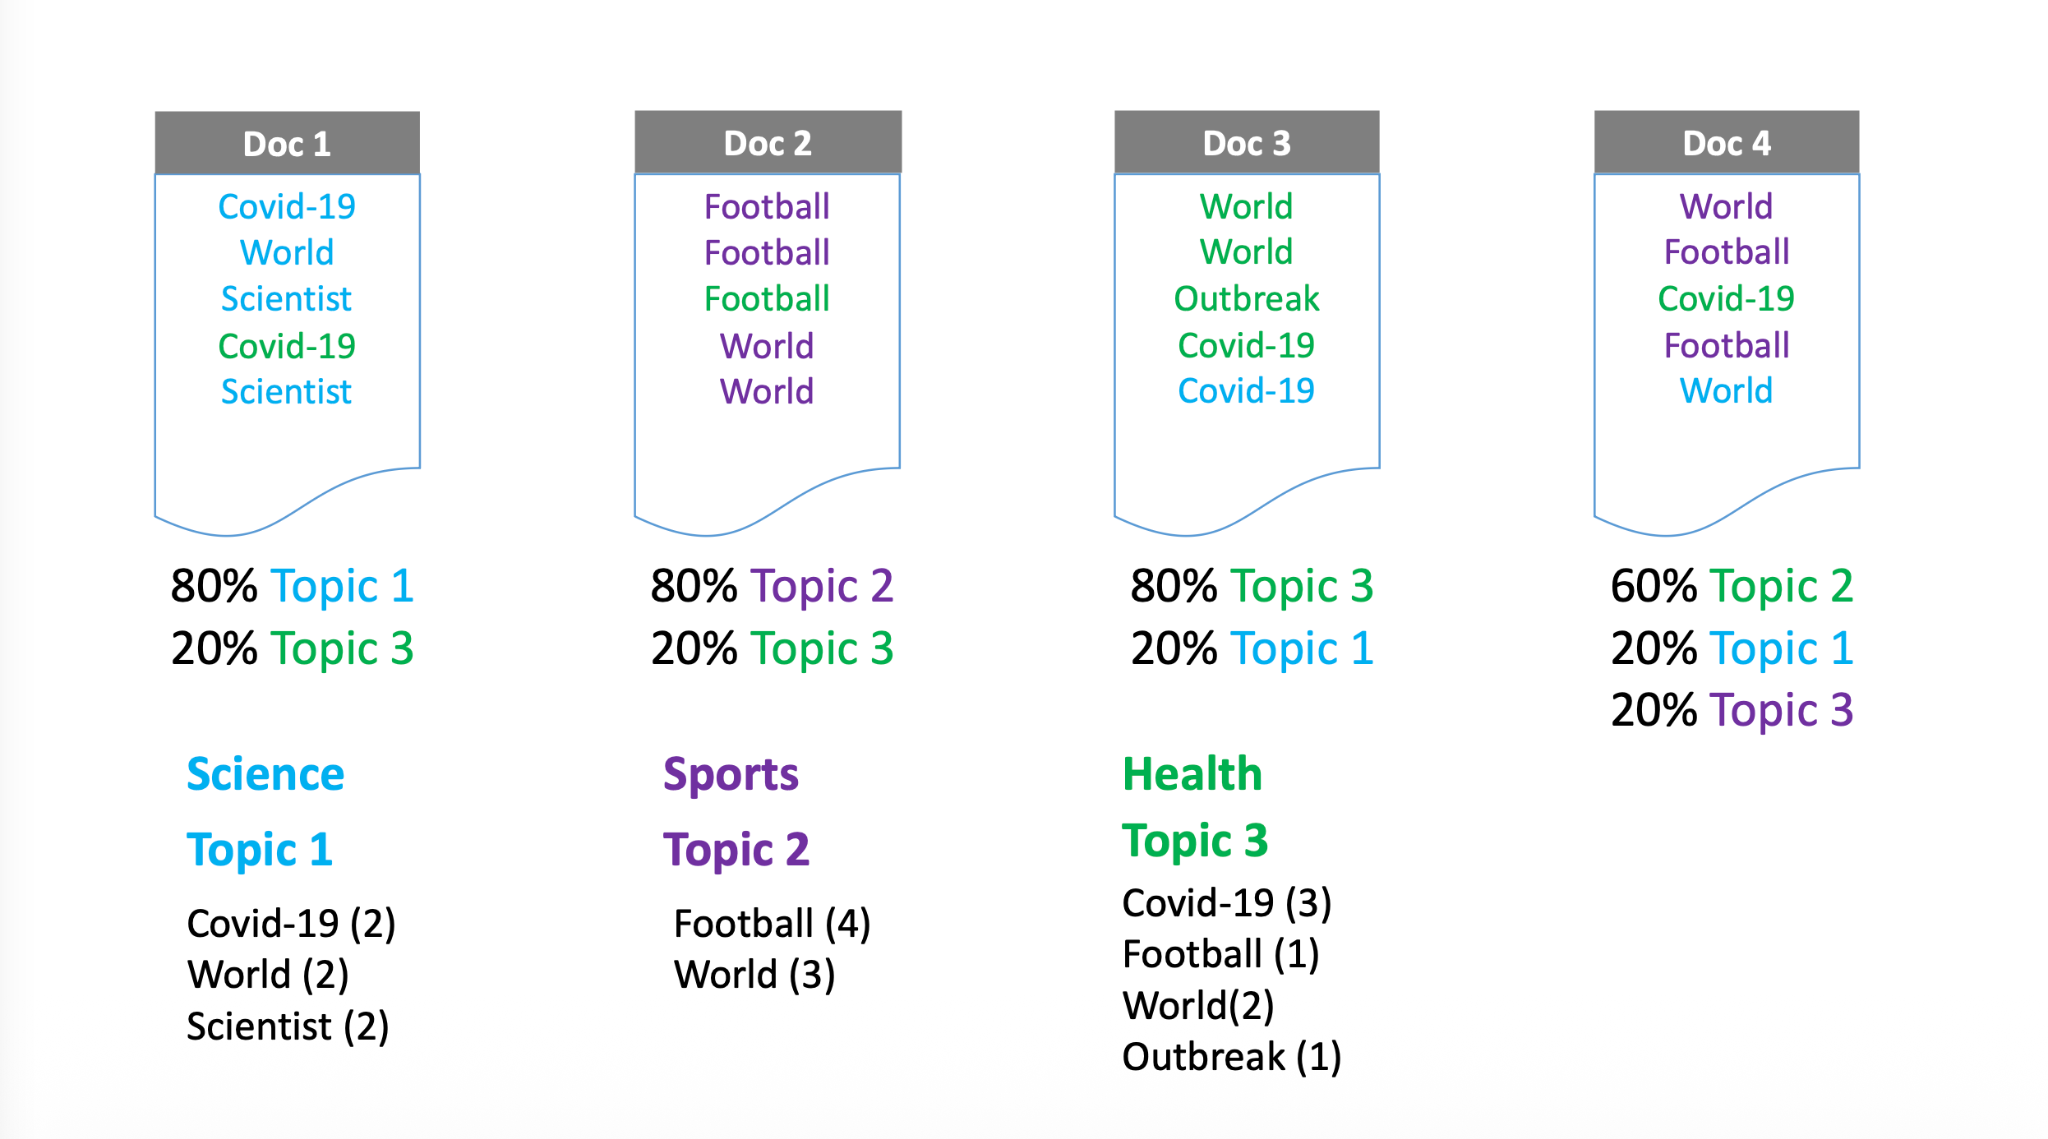 Doc 1
Covid-19
World
Scientist
Covid-19
Scientist
80% Topic 1
20% Topic 3
Doc 2
Football
Football
Football
World
World
80% Topic 2
20% Topic 3
Doc 3
World
World
Outbreak
Covid-19
Covid-19
80% Topic 3
20% Topic 1
Doc 4
World
Football
Covid-19
Football
World
60% Topic 2
20% Topic 1
20% Topic 3
Science
Topic 1
Covid-19 (2)
World (2)
Scientist (2)
Sports
Topic 2
Football (4)
World (3)
Health
Topic 3
Covid-19 (3)
Football (1)
World(2)
Outbreak (1)